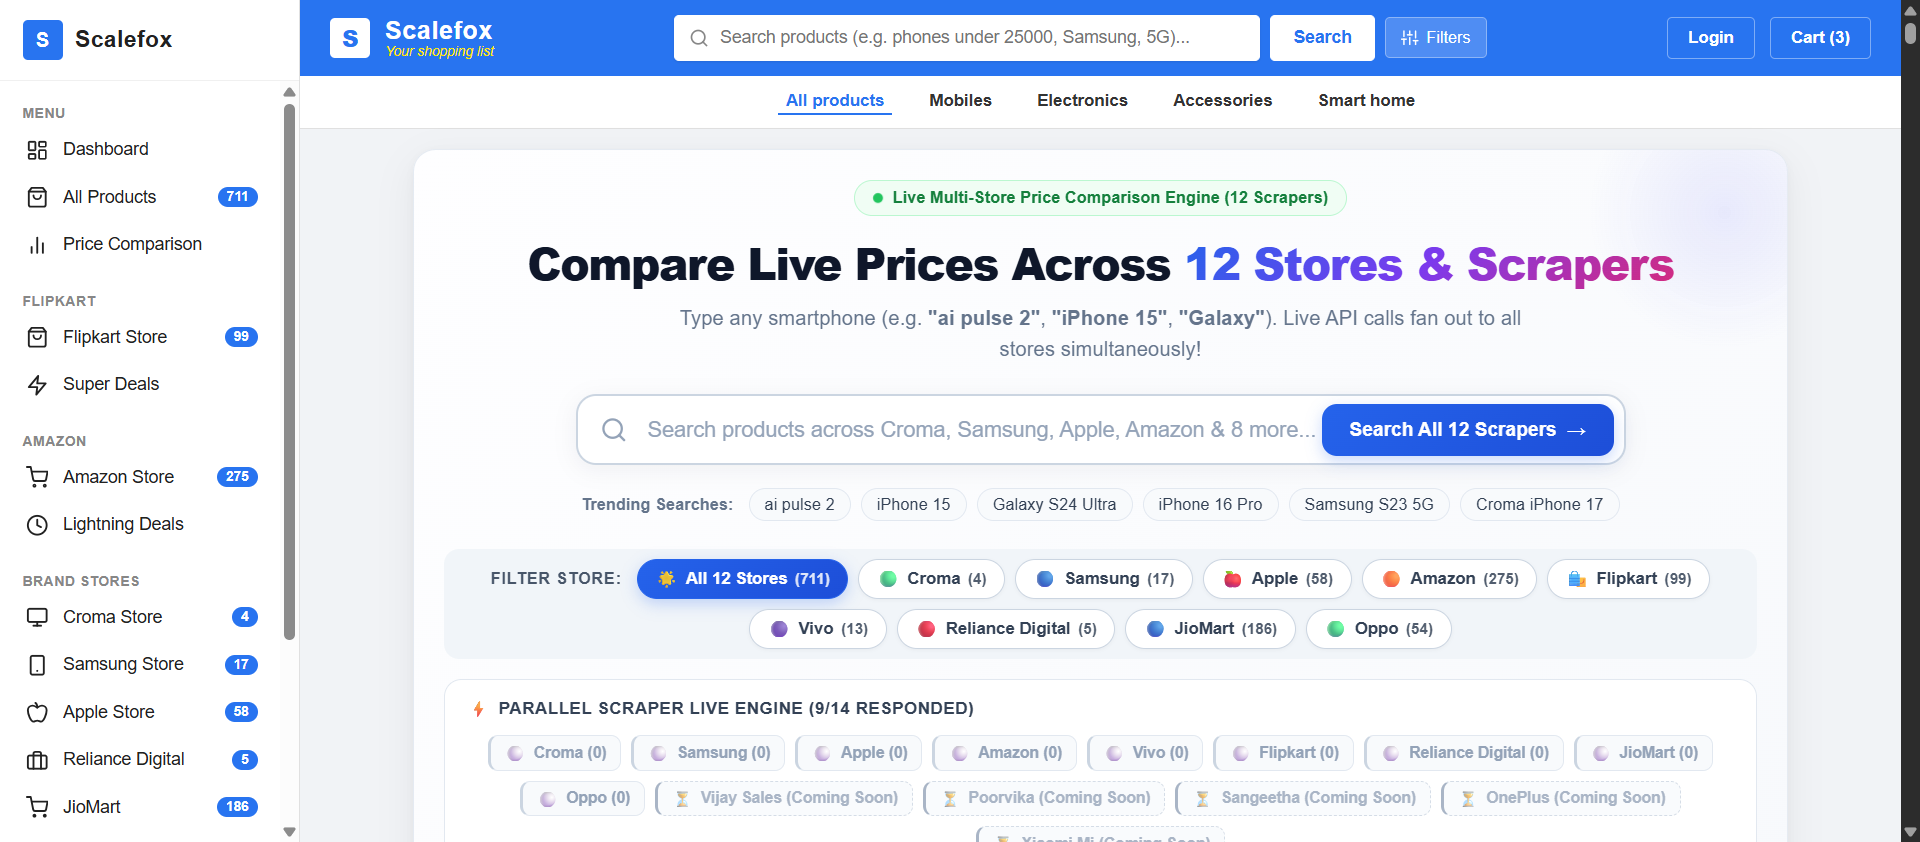 S Scalefox
MENU
Dashboard
All Products 711
Price Comparison
FLIPKART
Flipkart Store 99
Super Deals
AMAZON
Amazon Store 275
Lightning Deals
BRAND STORES
Croma Store 4
Samsung Store 17
Apple Store 58
Reliance Digital 5
JioMart 186
S Scalefox
Your shopping list
Search products (e.g. phones under 25000, Samsung, 5G)...
Search
Filters
Login
Cart (3)
All products Mobiles Electronics Accessories Smart home
Live Multi-Store Price Comparison Engine (12 Scrapers)
Compare Live Prices Across 12 Stores & Scrapers
Type any smartphone (e.g. "ai pulse 2", "iPhone 15", "Galaxy"). Live API calls fan out to all
stores simultaneously!
Search products across Croma, Samsung, Apple, Amazon & 8 more... Search All 12 Scrapers →
Trending Searches: ai pulse 2 iPhone 15 Galaxy S24 Ultra iPhone 16 Pro Samsung S23 5G Croma iPhone 17
FILTER STORE: All 12 Stores (711) Croma (4) Samsung (17) Apple (58) Amazon (275) Flipkart (99)
Vivo (13) Reliance Digital (5) JioMart (186) Oppo (54)
PARALLEL SCRAPER LIVE ENGINE (9/14 RESPONDED)
Croma (0) Samsung (0) Apple (0) Amazon (0) Vivo (0) Flipkart (0) Reliance Digital (0) JioMart (0)
Oppo (0) Vijay Sales (Coming Soon) Poorvika (Coming Soon) Sangeetha (Coming Soon) OnePlus (Coming Soon)
Xiaomi Mi (Coming Soon)